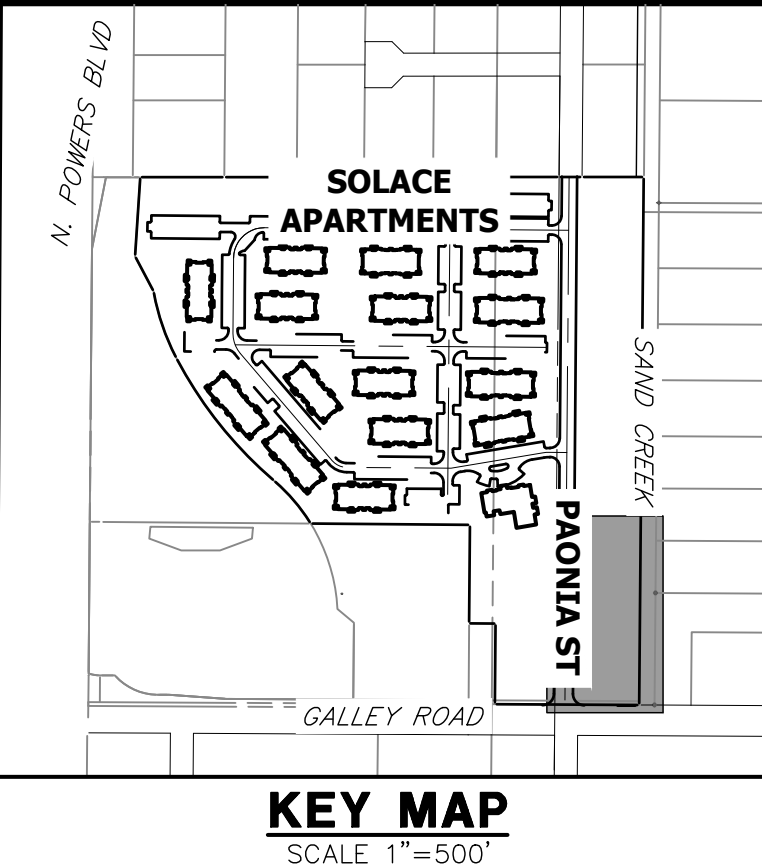 N. POWERS BLVD
SOLACE
APARTMENTS
SAND CREEK
PAONIA ST
GALLEY ROAD
KEY MAP
SCALE 1"=500'